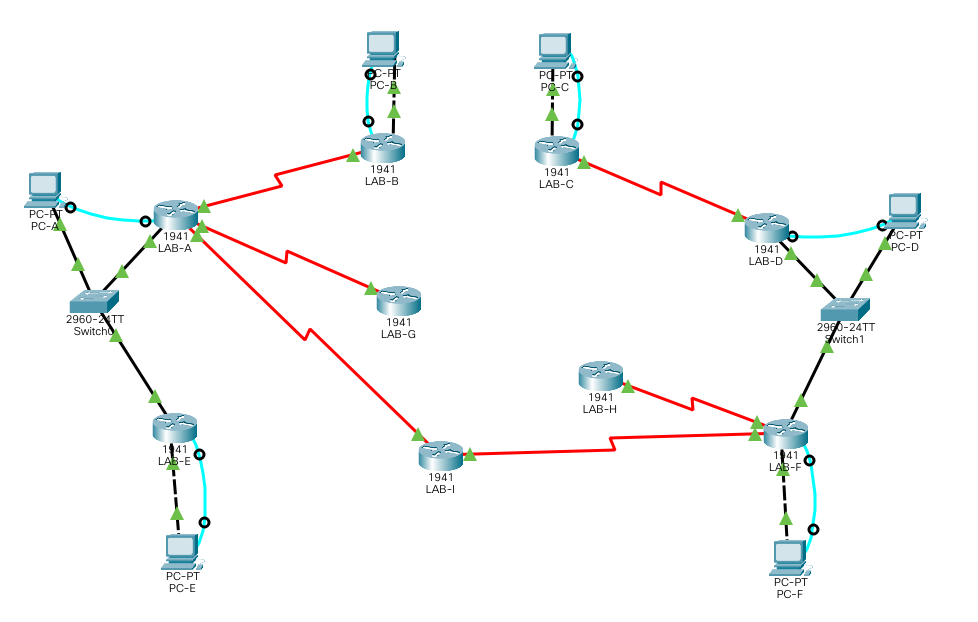 PC-PT
PC-B
1941
LAB-B
PC-PT
PC-C
1941
LAB-C
PC-PT
PC-A
1941
LAB-A
PC-PT
PC-D
1941
LAB-D
2960-24TT
Switch0
1941
LAB-G
2960-24TT
Switch1
1941
LAB-H
1941
LAB-E
1941
LAB-I
1941
LAB-F
PC-PT
PC-E
PC-PT
PC-F